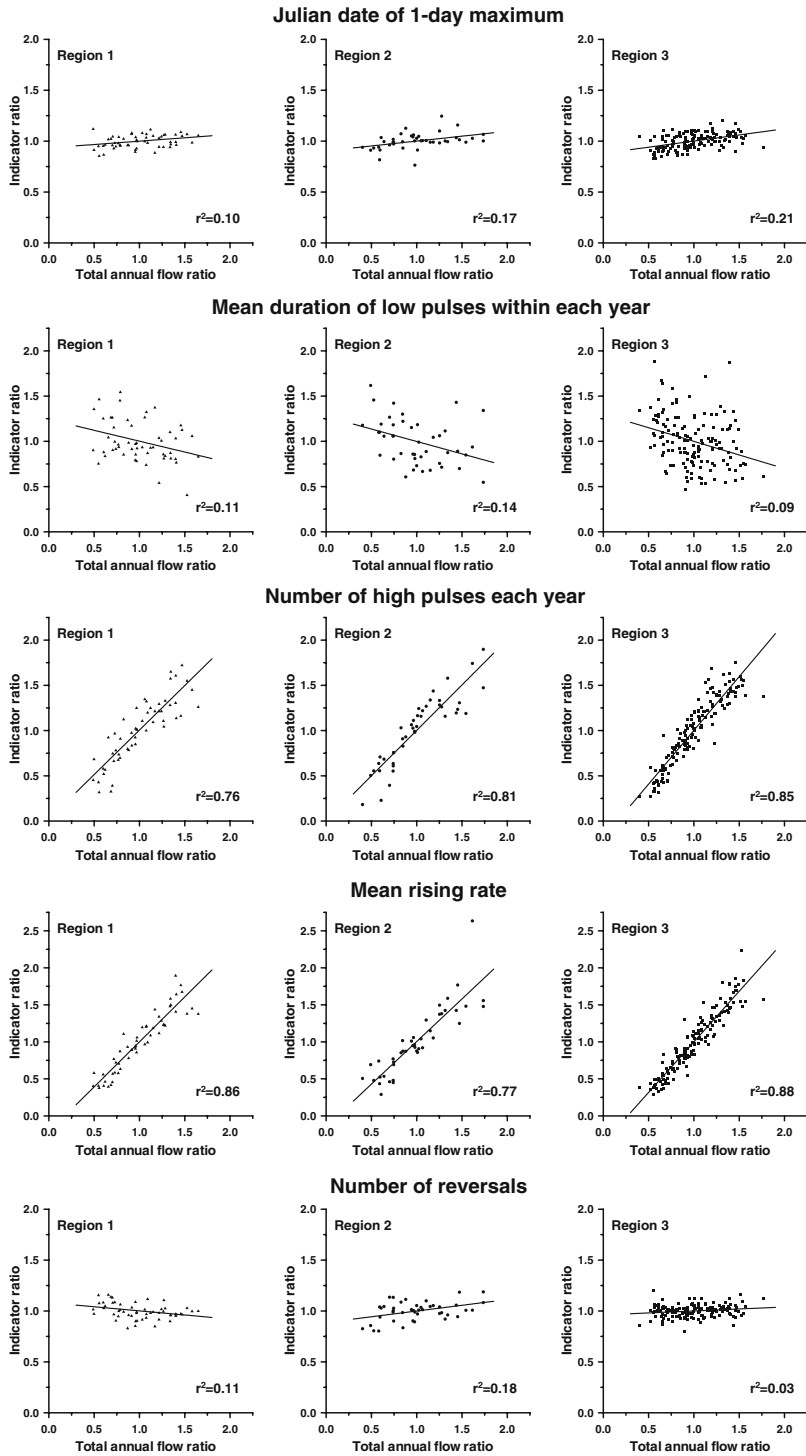 Julian date of 1-day maximum
Region 1
Region 2
Region 3
Indicator ratio
2.0
1.5
1.0
0.5
0.0
r²=0.10
0.0 0.5 1.0 1.5 2.0
Total annual flow ratio
Indicator ratio
2.0
1.5
1.0
0.5
0.0
r²=0.17
0.0 0.5 1.0 1.5 2.0
Total annual flow ratio
Indicator ratio
2.0
1.5
1.0
0.5
0.0
r²=0.21
0.0 0.5 1.0 1.5 2.0
Total annual flow ratio
Mean duration of low pulses within each year
Region 1
Region 2
Region 3
Indicator ratio
2.0
1.5
1.0
0.5
0.0
r²=0.11
0.0 0.5 1.0 1.5 2.0
Total annual flow ratio
Indicator ratio
2.0
1.5
1.0
0.5
0.0
r²=0.14
0.0 0.5 1.0 1.5 2.0
Total annual flow ratio
Indicator ratio
2.0
1.5
1.0
0.5
0.0
r²=0.09
0.0 0.5 1.0 1.5 2.0
Total annual flow ratio
Number of high pulses each year
Region 1
Region 2
Region 3
Indicator ratio
2.0
1.5
1.0
0.5
0.0
r²=0.76
0.0 0.5 1.0 1.5 2.0
Total annual flow ratio
Indicator ratio
2.0
1.5
1.0
0.5
0.0
r²=0.81
0.0 0.5 1.0 1.5 2.0
Total annual flow ratio
Indicator ratio
2.0
1.5
1.0
0.5
0.0
r²=0.85
0.0 0.5 1.0 1.5 2.0
Total annual flow ratio
Mean rising rate
Region 1
Region 2
Region 3
Indicator ratio
2.5
2.0
1.5
1.0
0.5
0.0
r²=0.86
0.0 0.5 1.0 1.5 2.0
Total annual flow ratio
Indicator ratio
2.5
2.0
1.5
1.0
0.5
0.0
r²=0.77
0.0 0.5 1.0 1.5 2.0
Total annual flow ratio
Indicator ratio
2.5
2.0
1.5
1.0
0.5
0.0
r²=0.88
0.0 0.5 1.0 1.5 2.0
Total annual flow ratio
Number of reversals
Region 1
Region 2
Region 3
Indicator ratio
2.0
1.5
1.0
0.5
0.0
r²=0.11
0.0 0.5 1.0 1.5 2.0
Total annual flow ratio
Indicator ratio
2.0
1.5
1.0
0.5
0.0
r²=0.18
0.0 0.5 1.0 1.5 2.0
Total annual flow ratio
Indicator ratio
2.0
1.5
1.0
0.5
0.0
r²=0.03
0.0 0.5 1.0 1.5 2.0
Total annual flow ratio